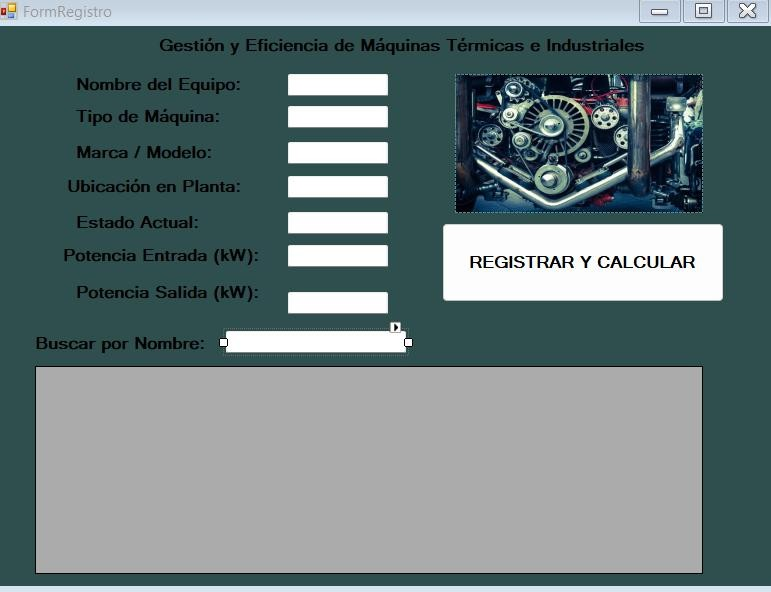 FormRegistro
Gestión y Eficiencia de Máquinas Térmicas e Industriales
Nombre del Equipo:
Tipo de Máquina:
Marca / Modelo:
Ubicación en Planta:
Estado Actual:
Potencia Entrada (kW):
Potencia Salida (kW):
REGISTRAR Y CALCULAR
Buscar por Nombre: